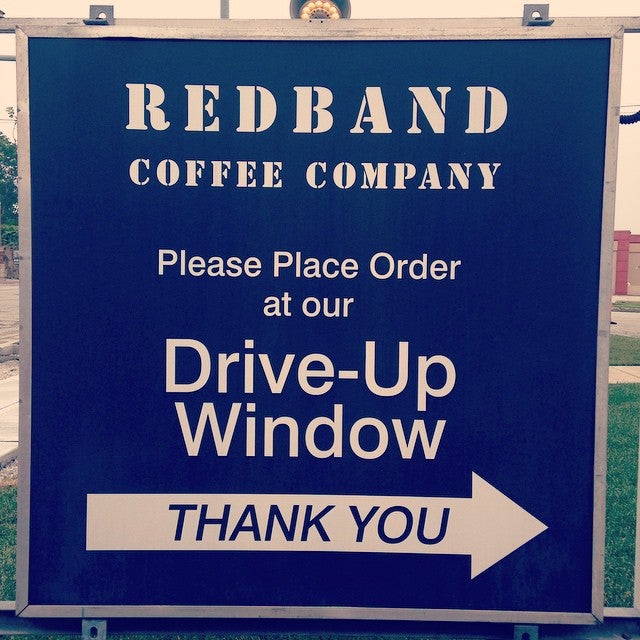 REDBAND
COFFEE COMPANY
Please Place Order
at our
Drive-Up
Window
THANK YOU